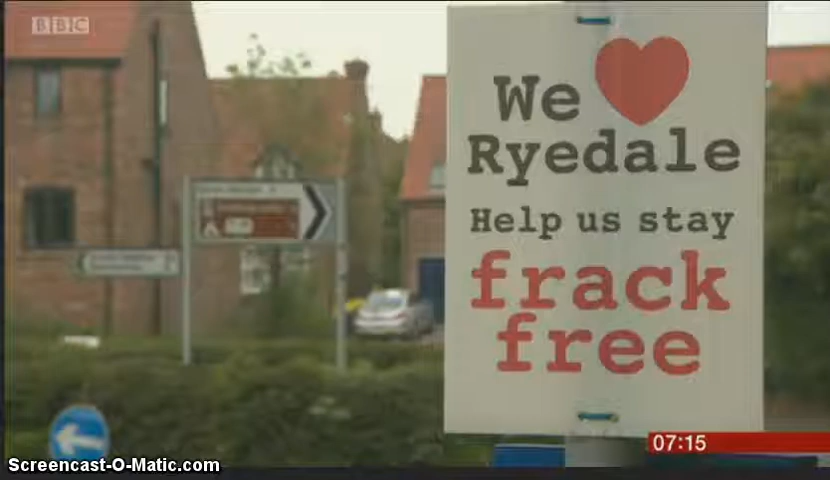 BBC
We
Ryedale
Help us stay
frack
free
07:15
Screencast-O-Matic.com